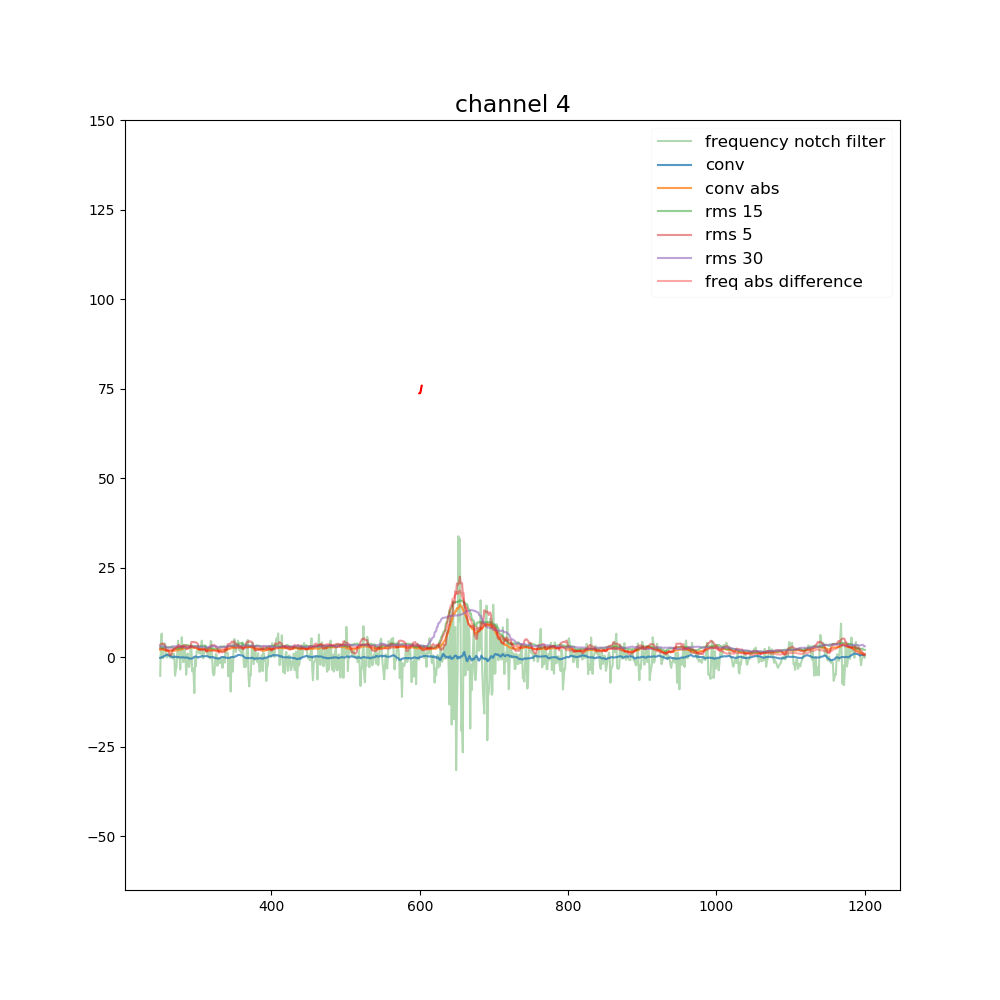 channel 4
150
125
100
75
50
25
0
−25
−50
400 600 800 1000 1200
frequency notch filter
conv
conv abs
rms 15
rms 5
rms 30
freq abs difference